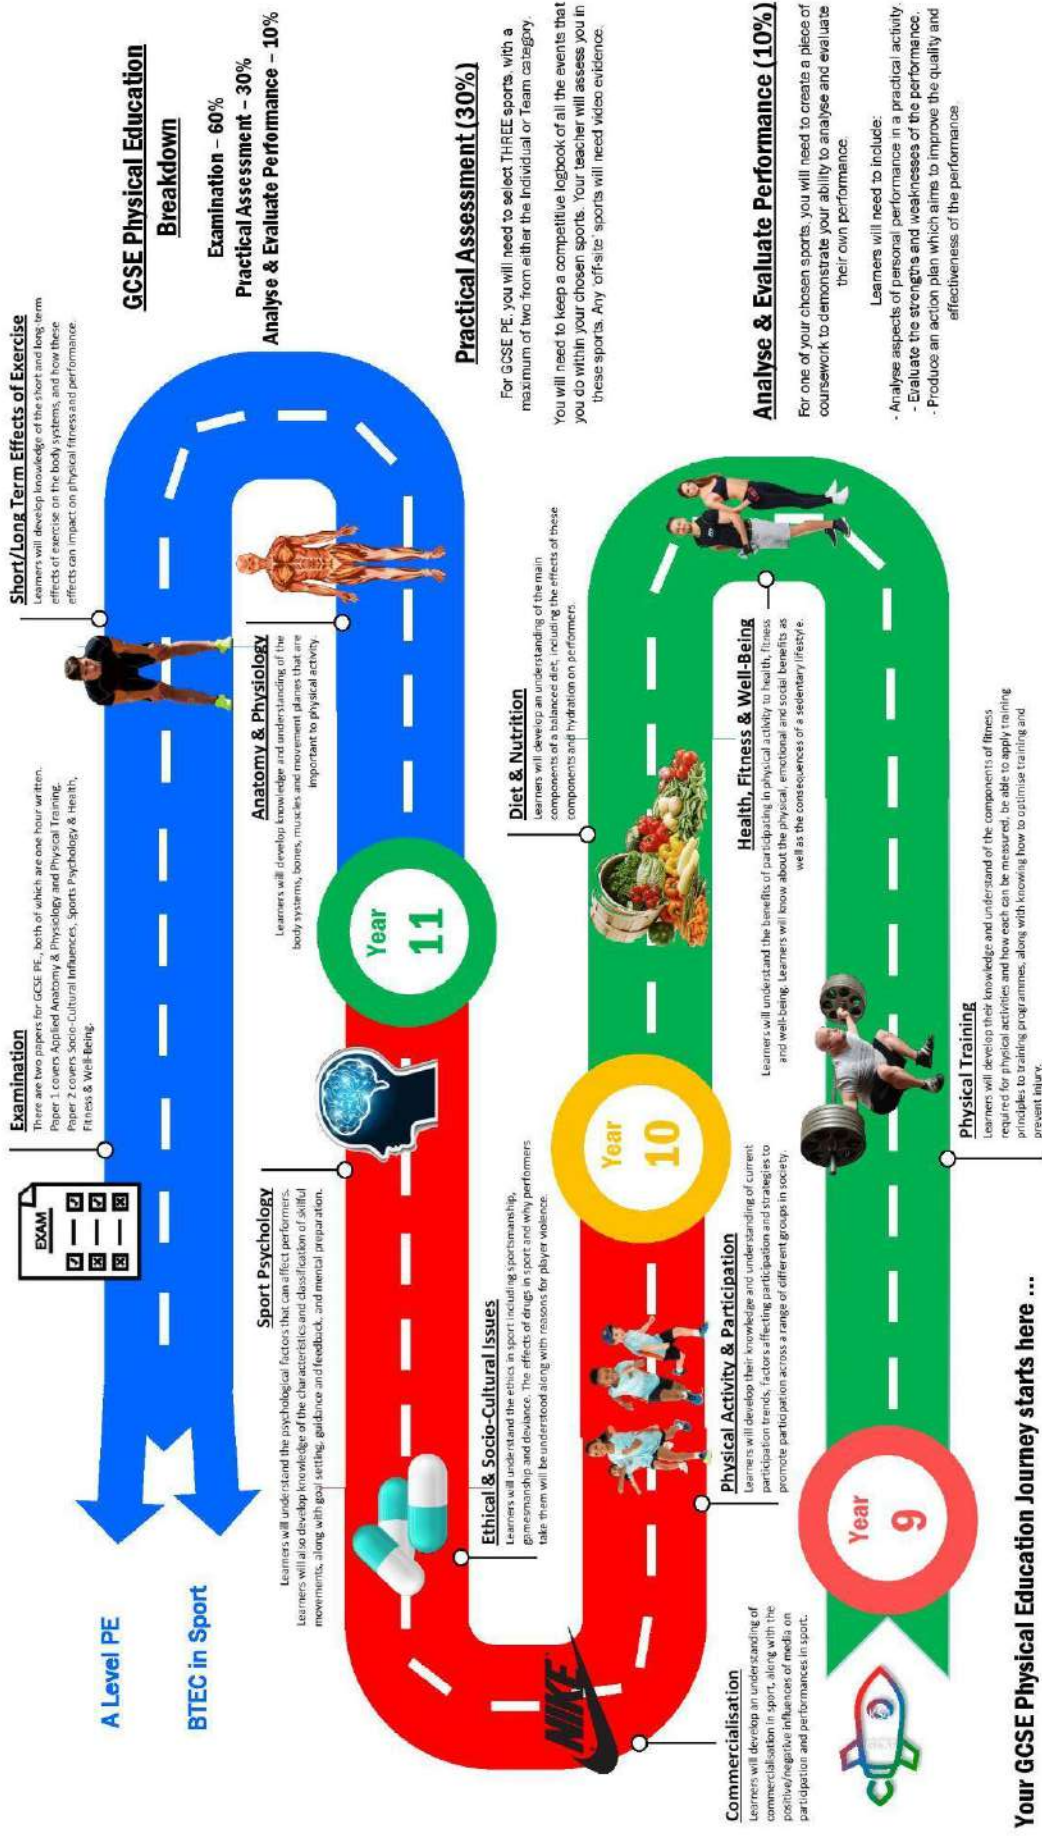 Short/Long Term Effects of Exercise
Learners will develop knowledge of the short and long-term
effects of exercise on the body systems, and how these
effects can impact on physical fitness and performance.
GCSE Physical Education
Breakdown
Examination – 60%
Practical Assessment – 30%
Analyse & Evaluate Performance – 10%
Examination
There are two papers for GCSE PE., both of which are one hour written.
Paper 1 covers Applied Anatomy & Physiology and Physical Training.
Paper 2 covers Socio-Cultural Influences, Sports Psychology & Health,
Fitness & Well-Being.
EXAM
A Level PE
BTEC in Sport
Anatomy & Physiology
Learners will develop knowledge and understanding of the
body systems, bones, muscles and movement planes that are
important to physical activity.
Sport Psychology
Learners will understand the psychological factors that can affect performers.
Learners will also develop knowledge of the characteristics and classification of skilful
movements, along with goal setting, guidance and feedback, and mental preparation.
Year
11
Practical Assessment (30%)
For GCSE PE, you will need to select THREE sports, with a
maximum of two from either the Individual or Team category.
You will need to keep a competitive logbook of all the events that
you do within your chosen sports. Your teacher will assess you in
these sports. Any 'off-site' sports will need video evidence.
Ethical & Socio-Cultural Issues
Learners will understand the ethics in sport including sportsmanship,
gamesmanship and deviance. The effects of drugs in sport and why performers
take them will be understood along with reasons for player violence.
Diet & Nutrition
Learners will develop an understanding of the main
components of a balanced diet, including the effects of these
components and hydration on performers.
Year
10
NIKE
Commercialisation
Learners will develop an understanding of
commercialisation in sport, along with the
positive/negative influences of media on
participation and performances in sport.
Physical Activity & Participation
Learners will develop their knowledge and understanding of current
participation trends, factors affecting participation and strategies to
promote participation across a range of different groups in society.
Health, Fitness & Well-Being
Learners will understand the benefits of participating in physical activity to health, fitness
and well-being. Learners will know about the physical, emotional and social benefits as
well as the consequences of a sedentary lifestyle.
Analyse & Evaluate Performance (10%)
For one of your chosen sports, you will need to create a piece of
coursework to demonstrate your ability to analyse and evaluate
their own performance.
Learners will need to include:
- Analyse aspects of personal performance in a practical activity.
- Evaluate the strengths and weaknesses of the performance.
- Produce an action plan which aims to improve the quality and
effectiveness of the performance.
Year
9
Physical Training
Learners will develop their knowledge and understand of the components of fitness
required for physical activities and how each can be measured, be able to apply training
principles to training programmes, along with knowing how to optimise training and
prevent injury.
Your GCSE Physical Education Journey starts here ...